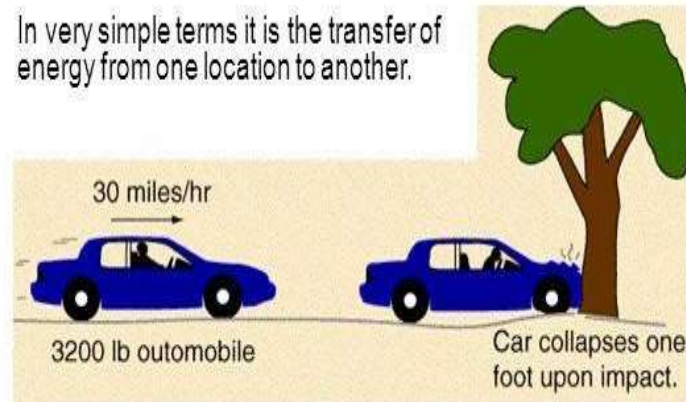 In very simple terms it is the transfer of
energy from one location to another.
30 miles/hr
3200 lb outomobile
Car collapses one
foot upon impact.